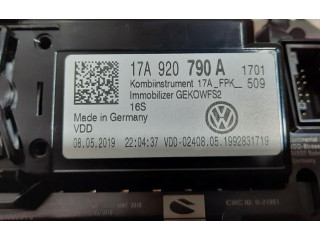 17A 920 790 A 1701
Kombiinstrument 17A_FPK_ 509
Immobilizer GEKOWFS2
16S
Made in Germany
VDD
08.05.2019 22:04:37 VDD-02408.05.1992831719